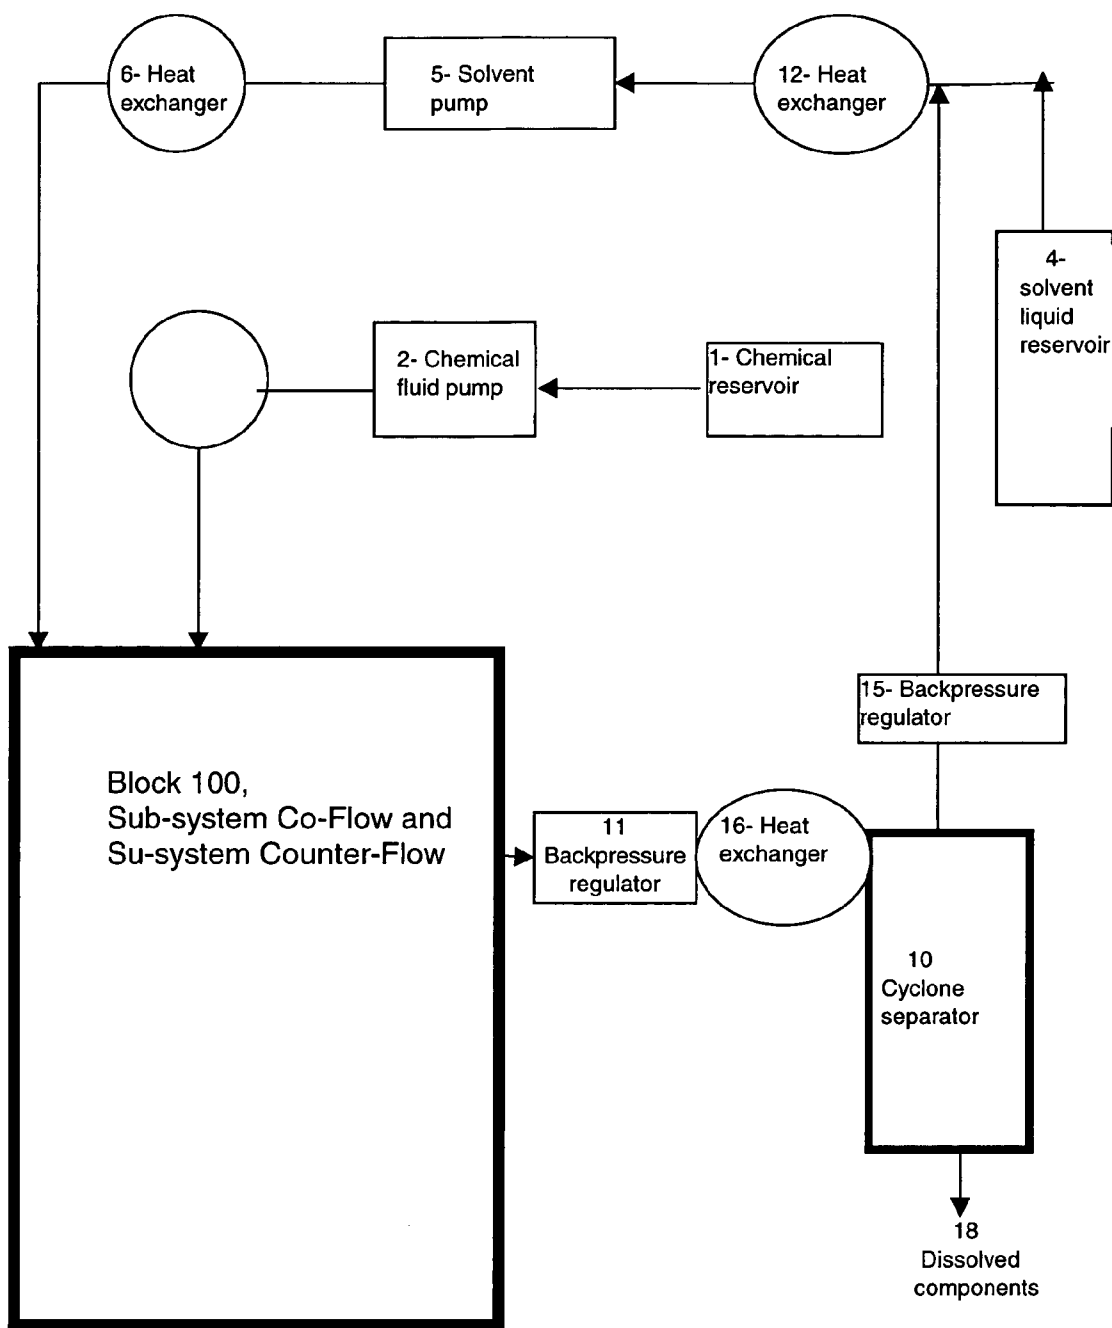 6- Heat
exchanger
5- Solvent
pump
12- Heat
exchanger
4-
solvent
liquid
reservoir
2- Chemical
fluid pump
1- Chemical
reservoir
15- Backpressure
regulator
Block 100,
Sub-system Co-Flow and
Su-system Counter-Flow
11
Backpressure
regulator
16- Heat
exchanger
10
Cyclone
separator
18
Dissolved
components